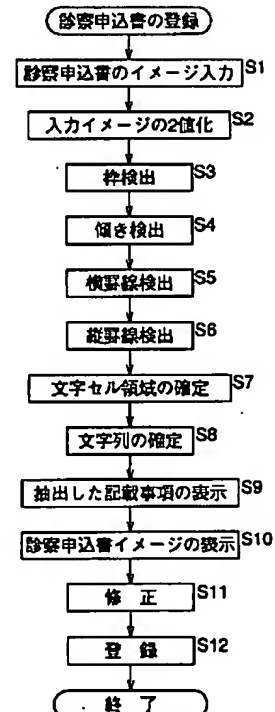 診察申込書の登録
診察申込書のイメージ入力 S1
入力イメージの2値化 S2
枠検出 S3
傾き検出 S4
横罫線検出 S5
縦罫線検出 S6
文字セル領域の確定 S7
文字列の確定 S8
抽出した記載事項の表示 S9
診察申込書イメージの表示 S10
修 正 S11
登 録 S12
終 了